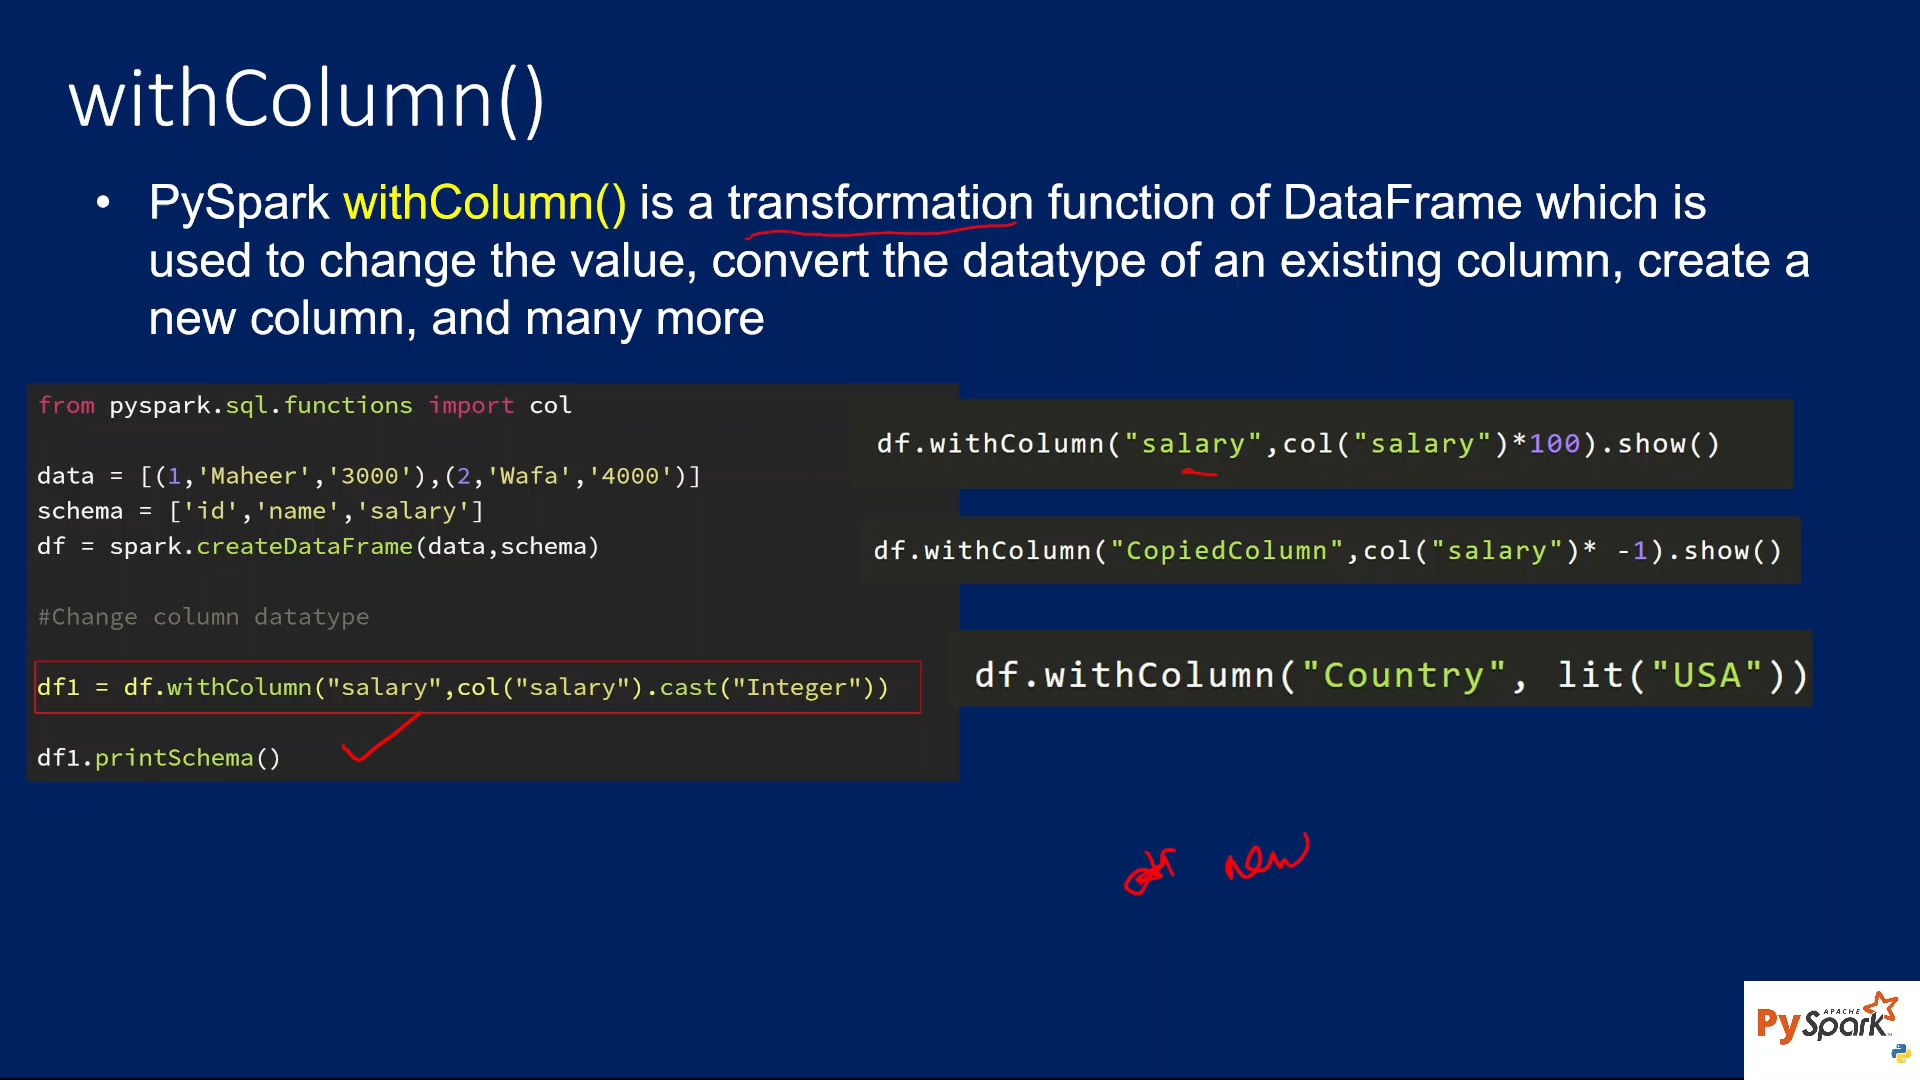 withColumn()
• PySpark withColumn() is a transformation function of DataFrame which is
used to change the value, convert the datatype of an existing column, create a
new column, and many more
from pyspark.sql.functions import col
data = [(1,'Maheer','3000'),(2,'Wafa','4000')]
schema = ['id','name','salary']
df = spark.createDataFrame(data,schema)
#Change column datatype
df1 = df.withColumn("salary",col("salary").cast("Integer"))
df1.printSchema()
df.withColumn("salary",col("salary")*100).show()
df.withColumn("CopiedColumn",col("salary")* -1).show()
df.withColumn("Country", lit("USA"))
new
APACHE
PySpark